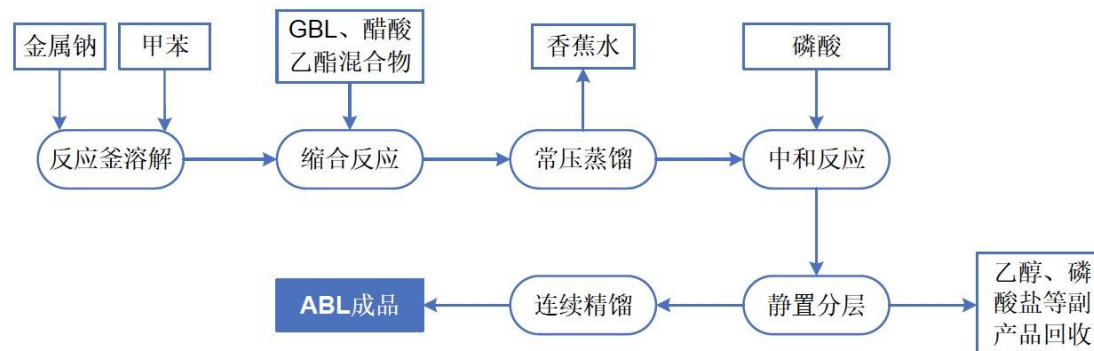 金属钠
甲苯
GBL、醋酸
乙酯混合物
香蕉水
磷酸
反应釜溶解
缩合反应
常压蒸馏
中和反应
ABL成品
连续精馏
静置分层
乙醇、磷
酸盐等副
产品回收